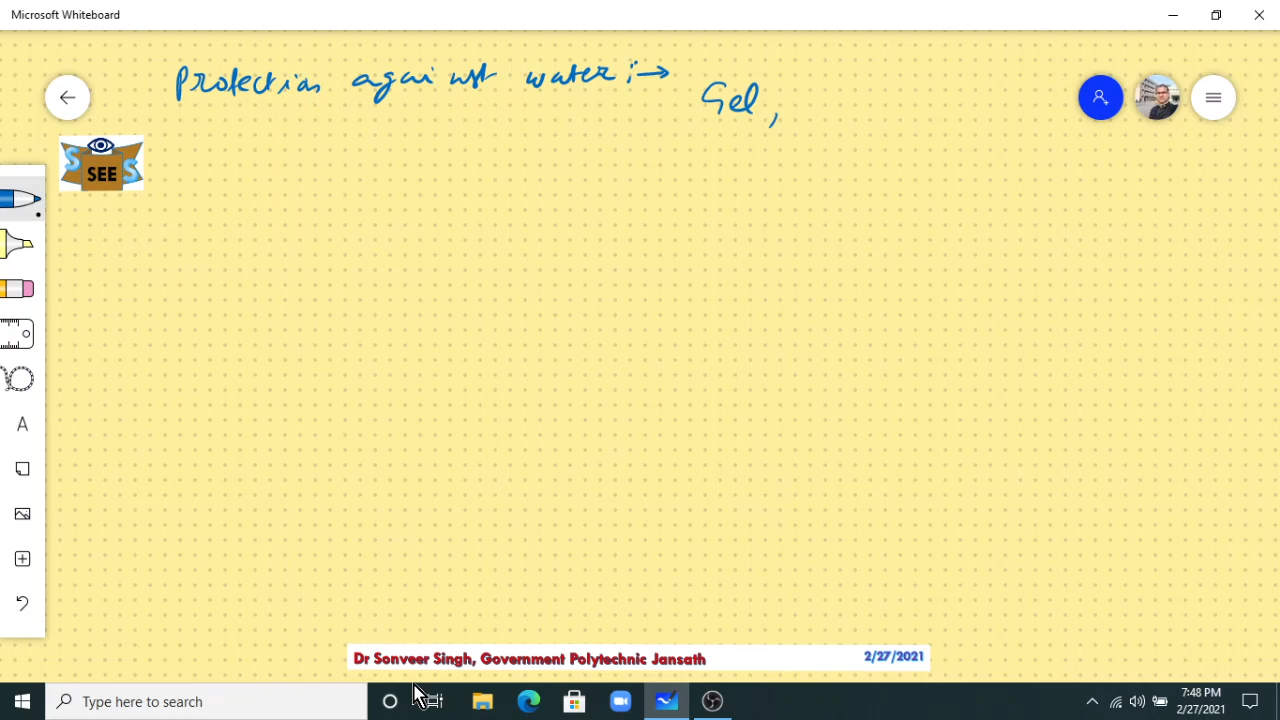 Microsoft Whiteboard
Protection against water :→
Gel,
S SEE S
A
Dr Sonveer Singh, Government Polytechnic Jansath 2/27/2021
Type here to search
7:48 PM
2/27/2021